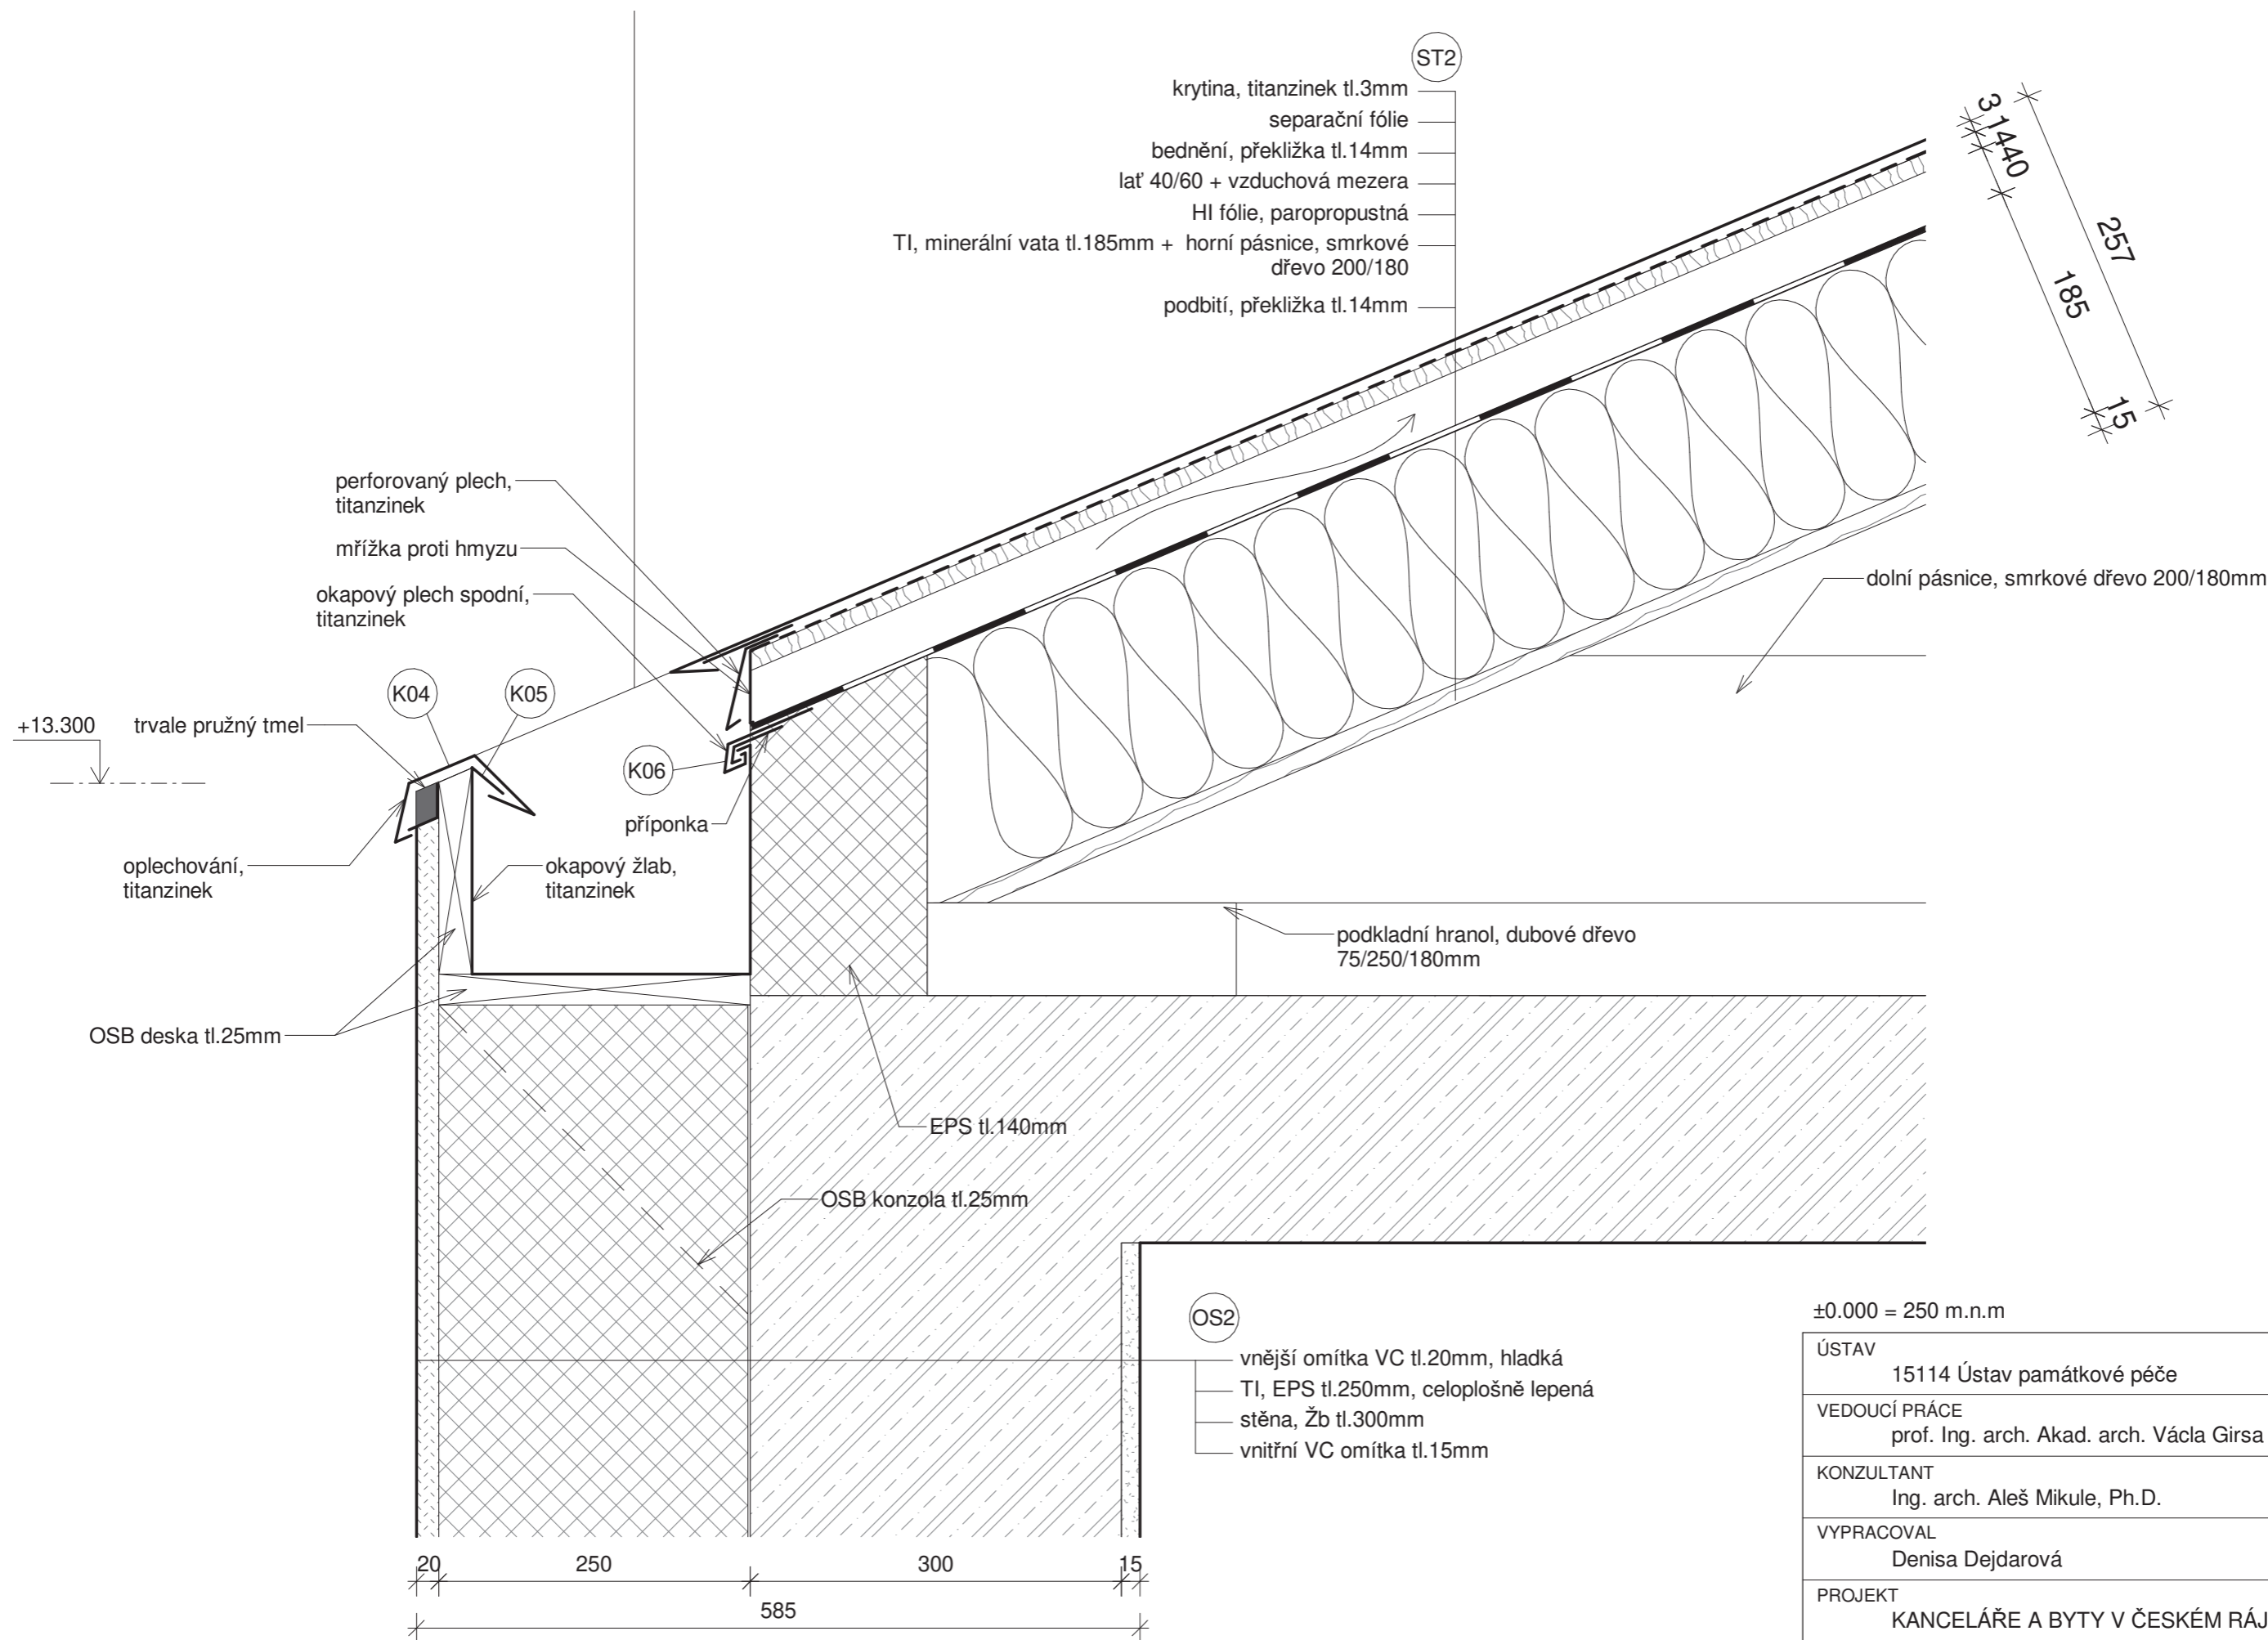 ST2
krytina, titanzinek tl.3mm
separační fólie
bednění, překližka tl.14mm
lať 40/60 + vzduchová mezera
HI fólie, paropropustná
TI, minerální vata tl.185mm + horní pásnice, smrkové
dřevo 200/180
podbití, překližka tl.14mm
3
14
40
257
185
15
perforovaný plech,
titanzinek
mřížka proti hmyzu
okapový plech spodní,
titanzinek
dolní pásnice, smrkové dřevo 200/180mm
K04
K05
+13.300
trvale pružný tmel
K06
příponka
oplechování,
titanzinek
okapový žlab,
titanzinek
podkladní hranol, dubové dřevo
75/250/180mm
OSB deska tl.25mm
EPS tl.140mm
OSB konzola tl.25mm
OS2
vnější omítka VC tl.20mm, hladká
TI, EPS tl.250mm, celoplošně lepená
stěna, Žb tl.300mm
vnitřní VC omítka tl.15mm
20
250
300
15
585
±0.000 = 250 m.n.m
ÚSTAV
15114 Ústav památkové péče
VEDOUCÍ PRÁCE
prof. Ing. arch. Akad. arch. Václa Girsa
KONZULTANT
Ing. arch. Aleš Mikule, Ph.D.
VYPRACOVAL
Denisa Dejdarová
PROJEKT
KANCELÁŘE A BYTY V ČESKÉM RÁJ